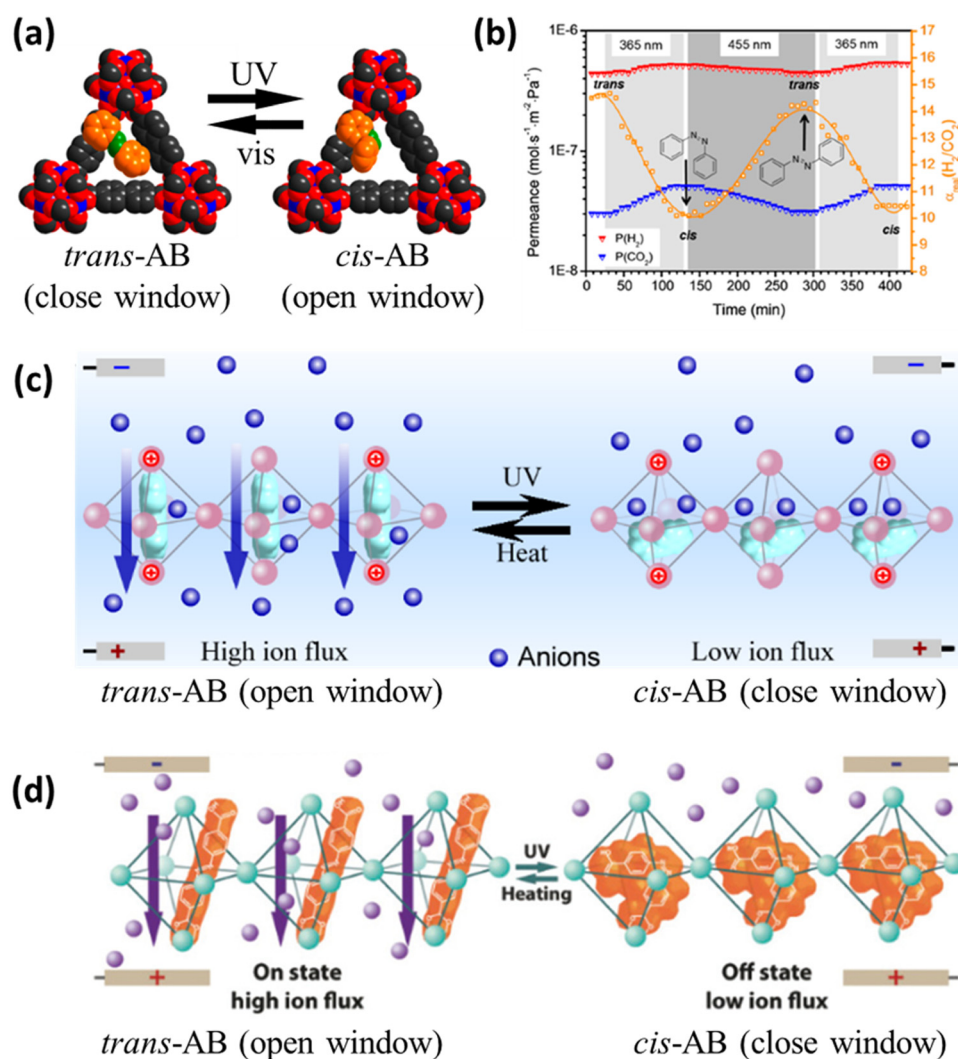 (a)
UV
vis
trans-AB
(close window)
cis-AB
(open window)
(b)
1E-6
1E-7
1E-8
Permeance (mol·s⁻¹·m⁻²·Pa⁻¹)
365 nm
455 nm
365 nm
trans
trans
cis
cis
N
N
N
N
P(H₂)
P(CO₂)
0 50 100 150 200 250 300 350 400
Time (min)
17
16
15
14
13
12
11
10
9
8
α real (H₂/CO₂)
(c)
−
−
+
+
+
+
UV
Heat
+
+
+
+
High ion flux
Anions
Low ion flux
trans-AB (open window)
cis-AB (close window)
(d)
-
-
UV
Heating
+
+
On state
high ion flux
Off state
low ion flux
trans-AB (open window)
cis-AB (close window)